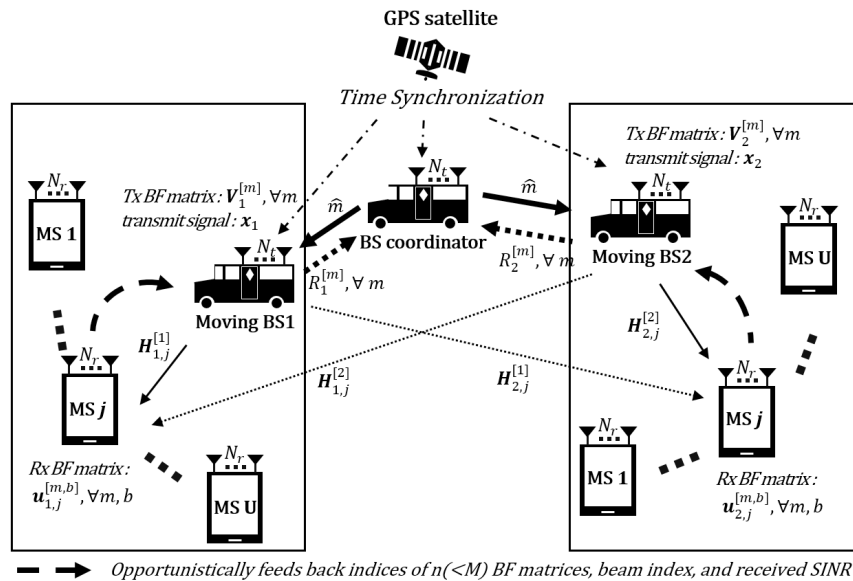 GPS satellite
Time Synchronization
Tx BF matrix : V_1^[m], ∀m
transmit signal : x_1
Tx BF matrix : V_2^[m], ∀m
transmit signal : x_2
N_r
MS 1
N_t
m̂
N_t
BS coordinator
m̂
N_t
Moving BS2
N_r
MS U
N_t
Moving BS1
R_1^[m], ∀ m
R_2^[m], ∀ m
H_{1,j}^[1]
H_{1,j}^[2]
H_{2,j}^[1]
H_{2,j}^[2]
N_r
MS j
Rx BF matrix :
u_{1,j}^[m,b], ∀m, b
N_r
MS U
N_r
MS 1
N_r
MS j
Rx BF matrix :
u_{2,j}^[m,b], ∀m, b
Opportunistically feeds back indices of n(<M) BF matrices, beam index, and received SINR